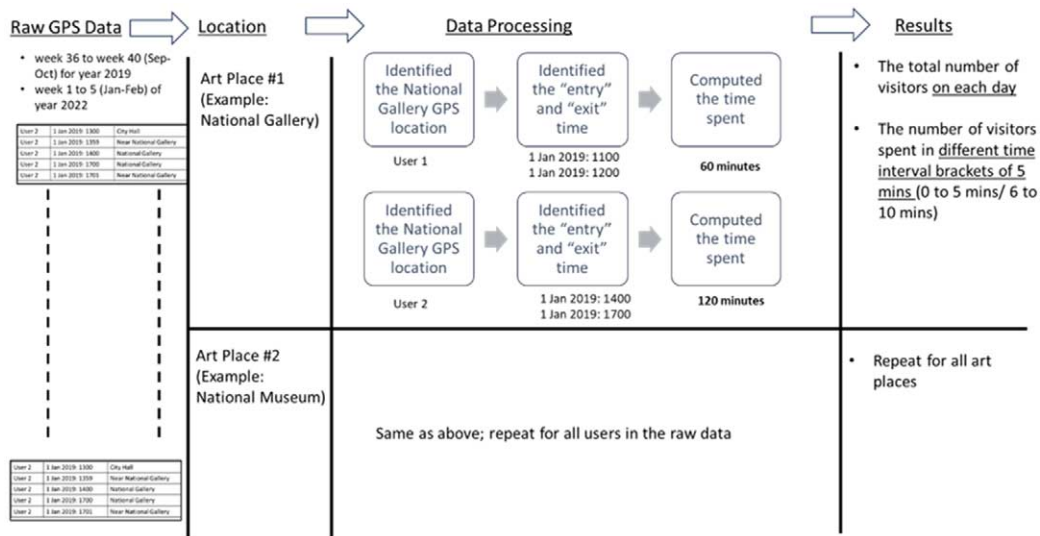 Raw GPS Data
Location
Data Processing
Results
• week 36 to week 40 (Sep-
Oct) for year 2019
• week 1 to 5 (Jan-Feb) of
year 2022
User 2 1 Jan 2019: 1300 City Hall
User 2 1 Jan 2019: 1359 Near National Gallery
User 2 1 Jan 2019: 1400 National Gallery
User 2 1 Jan 2019: 1700 National Gallery
User 2 1 Jan 2019: 1701 Near National Gallery
User 2 1 Jan 2019: 1300 City Hall
User 2 1 Jan 2019: 1359 Near National Gallery
User 2 1 Jan 2019: 1400 National Gallery
User 2 1 Jan 2019: 1700 National Gallery
User 2 1 Jan 2019: 1701 Near National Gallery
Art Place #1
(Example:
National Gallery)
Identified
the National
Gallery GPS
location
User 1
Identified
the “entry”
and “exit”
time
1 Jan 2019: 1100
1 Jan 2019: 1200
Computed
the time
spent
60 minutes
Identified
the National
Gallery GPS
location
User 2
Identified
the “entry”
and “exit”
time
1 Jan 2019: 1400
1 Jan 2019: 1700
Computed
the time
spent
120 minutes
• The total number of
visitors on each day
• The number of visitors
spent in different time
interval brackets of 5
mins (0 to 5 mins/ 6 to
10 mins)
Art Place #2
(Example:
National Museum)
Same as above; repeat for all users in the raw data
• Repeat for all art
places